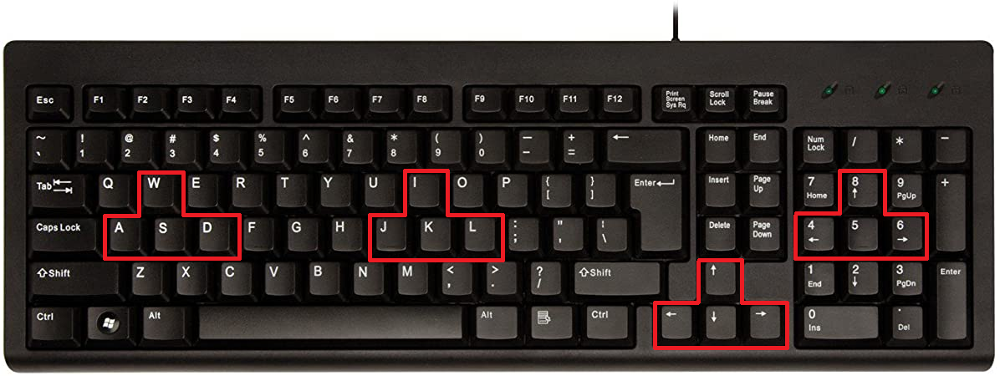 Esc F1 F2 F3 F4 F5 F6 F7 F8 F9 F10 F11 F12 Print Screen Sys Rq Scroll Lock Pause Break
~ ! @ # $ % ^ & * ( ) — + ← Home End Num Lock / * −
` 1 2 3 4 5 6 7 8 9 0 - =
Tab Q W E R T Y U I O P { [ } ] Enter Insert Page Up 7 Home 8 ↑ 9 PgUp +
Caps Lock A S D F G H J K L : ; " ' ¦ \ Delete Page Down 4 ← 5 6 →
⇧Shift Z X C V B N M < , > . ? / ⇧Shift ↑ 1 End 2 ↓ 3 PgDn Enter
Ctrl Alt Alt Ctrl ← ↓ → 0 Ins . Del